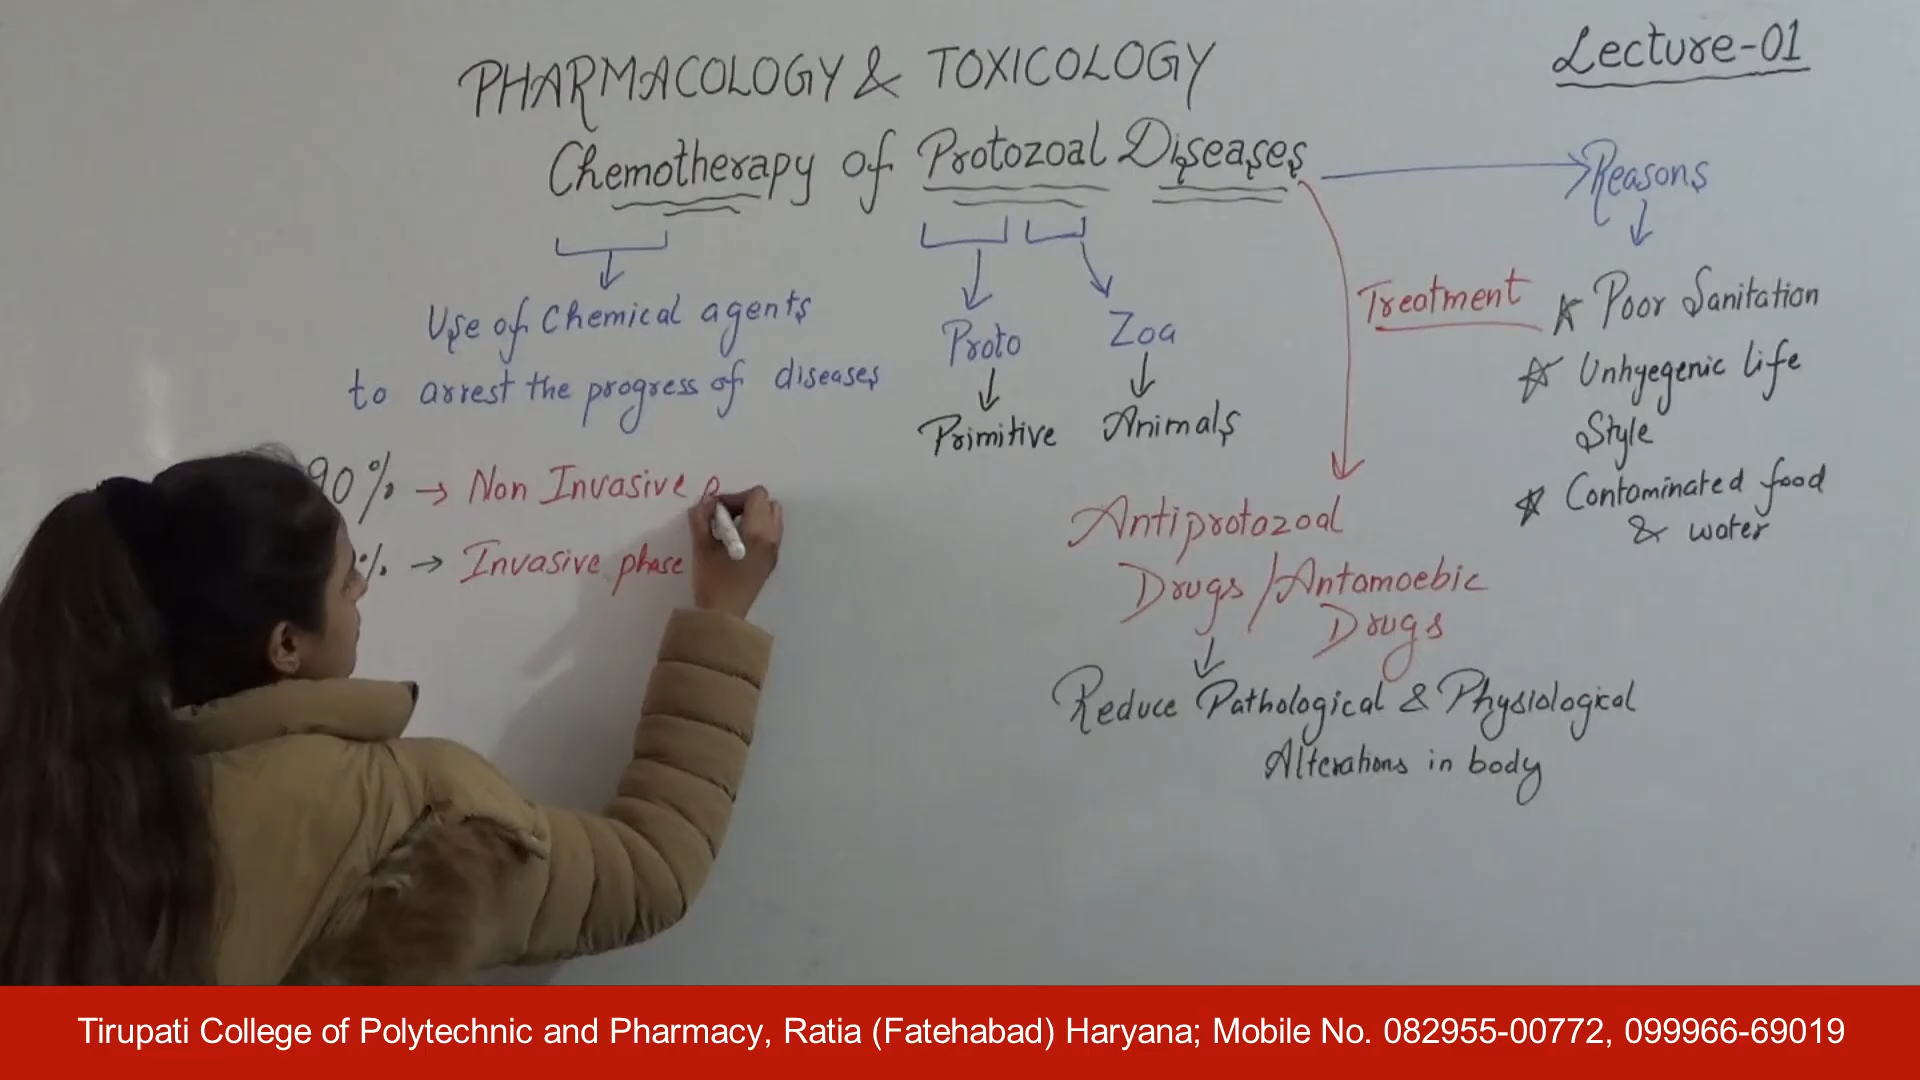 PHARMACOLOGY & TOXICOLOGY
Lecture-01
Chemotherapy of Protozoal Diseases
Reasons
Use of Chemical agents
to arrest the progress of diseases
Proto
Zoa
Primitive
Animals
Treatment
Poor Sanitation
Unhyegenic life
Style
Contaminated food
& water
90% → Non Invasive p
% → Invasive phase
Antiprotozoal
Drugs/Antamoebic
Drugs
Reduce Pathological & Physiological
Alterations in body
Tirupati College of Polytechnic and Pharmacy, Ratia (Fatehabad) Haryana; Mobile No. 082955-00772, 099966-69019